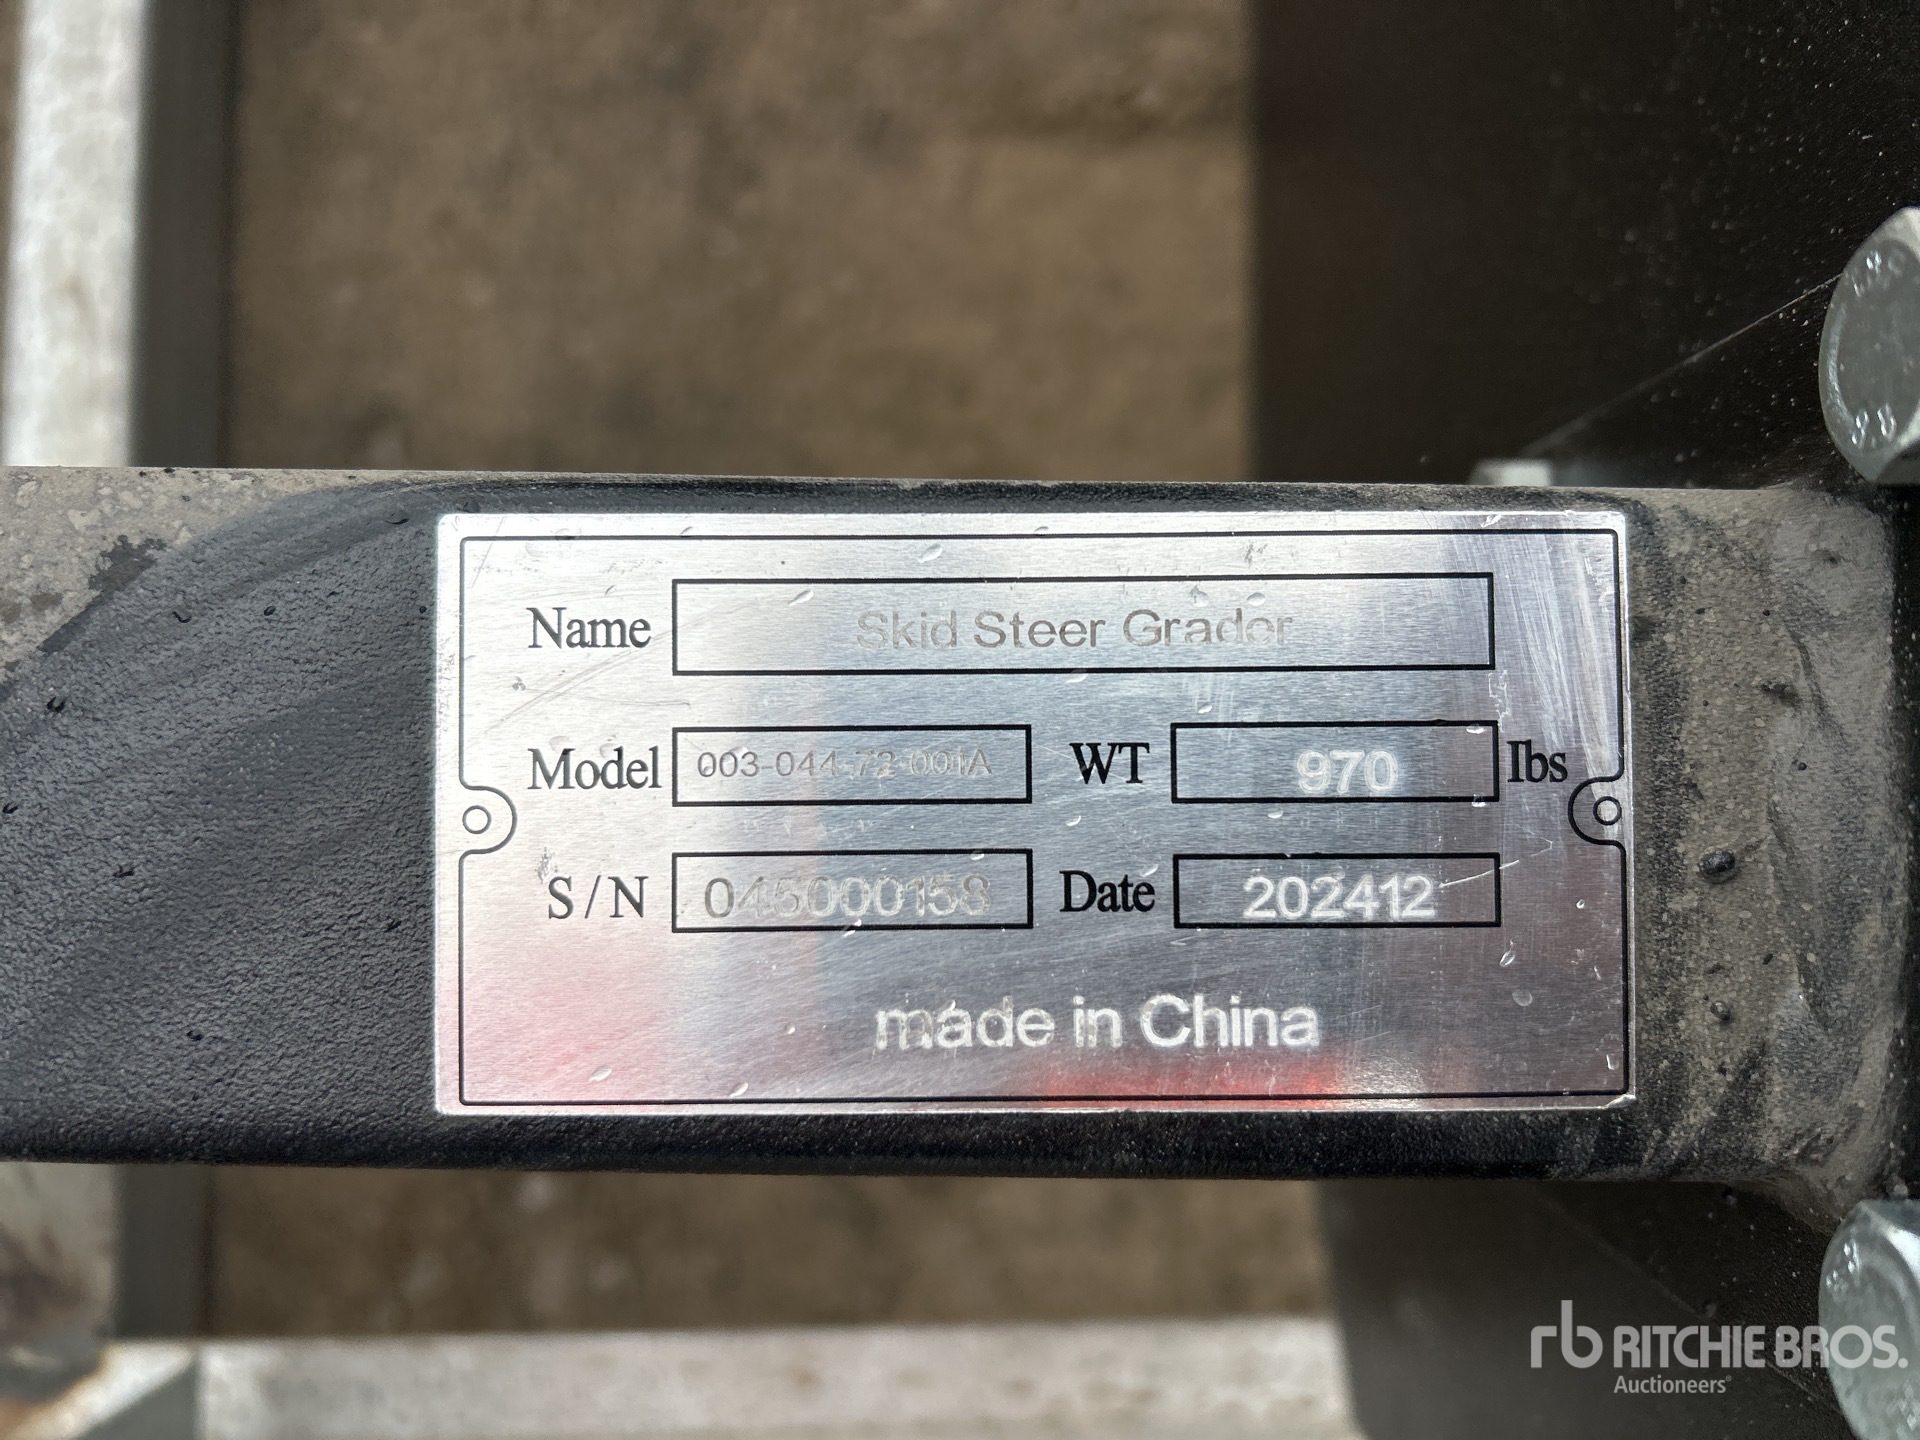 Name Skid Steer Grader
Model 003-044-72-001A WT 970 lbs
S/N 045000158 Date 202412
made in China
rb RITCHIE BROS.
Auctioneers